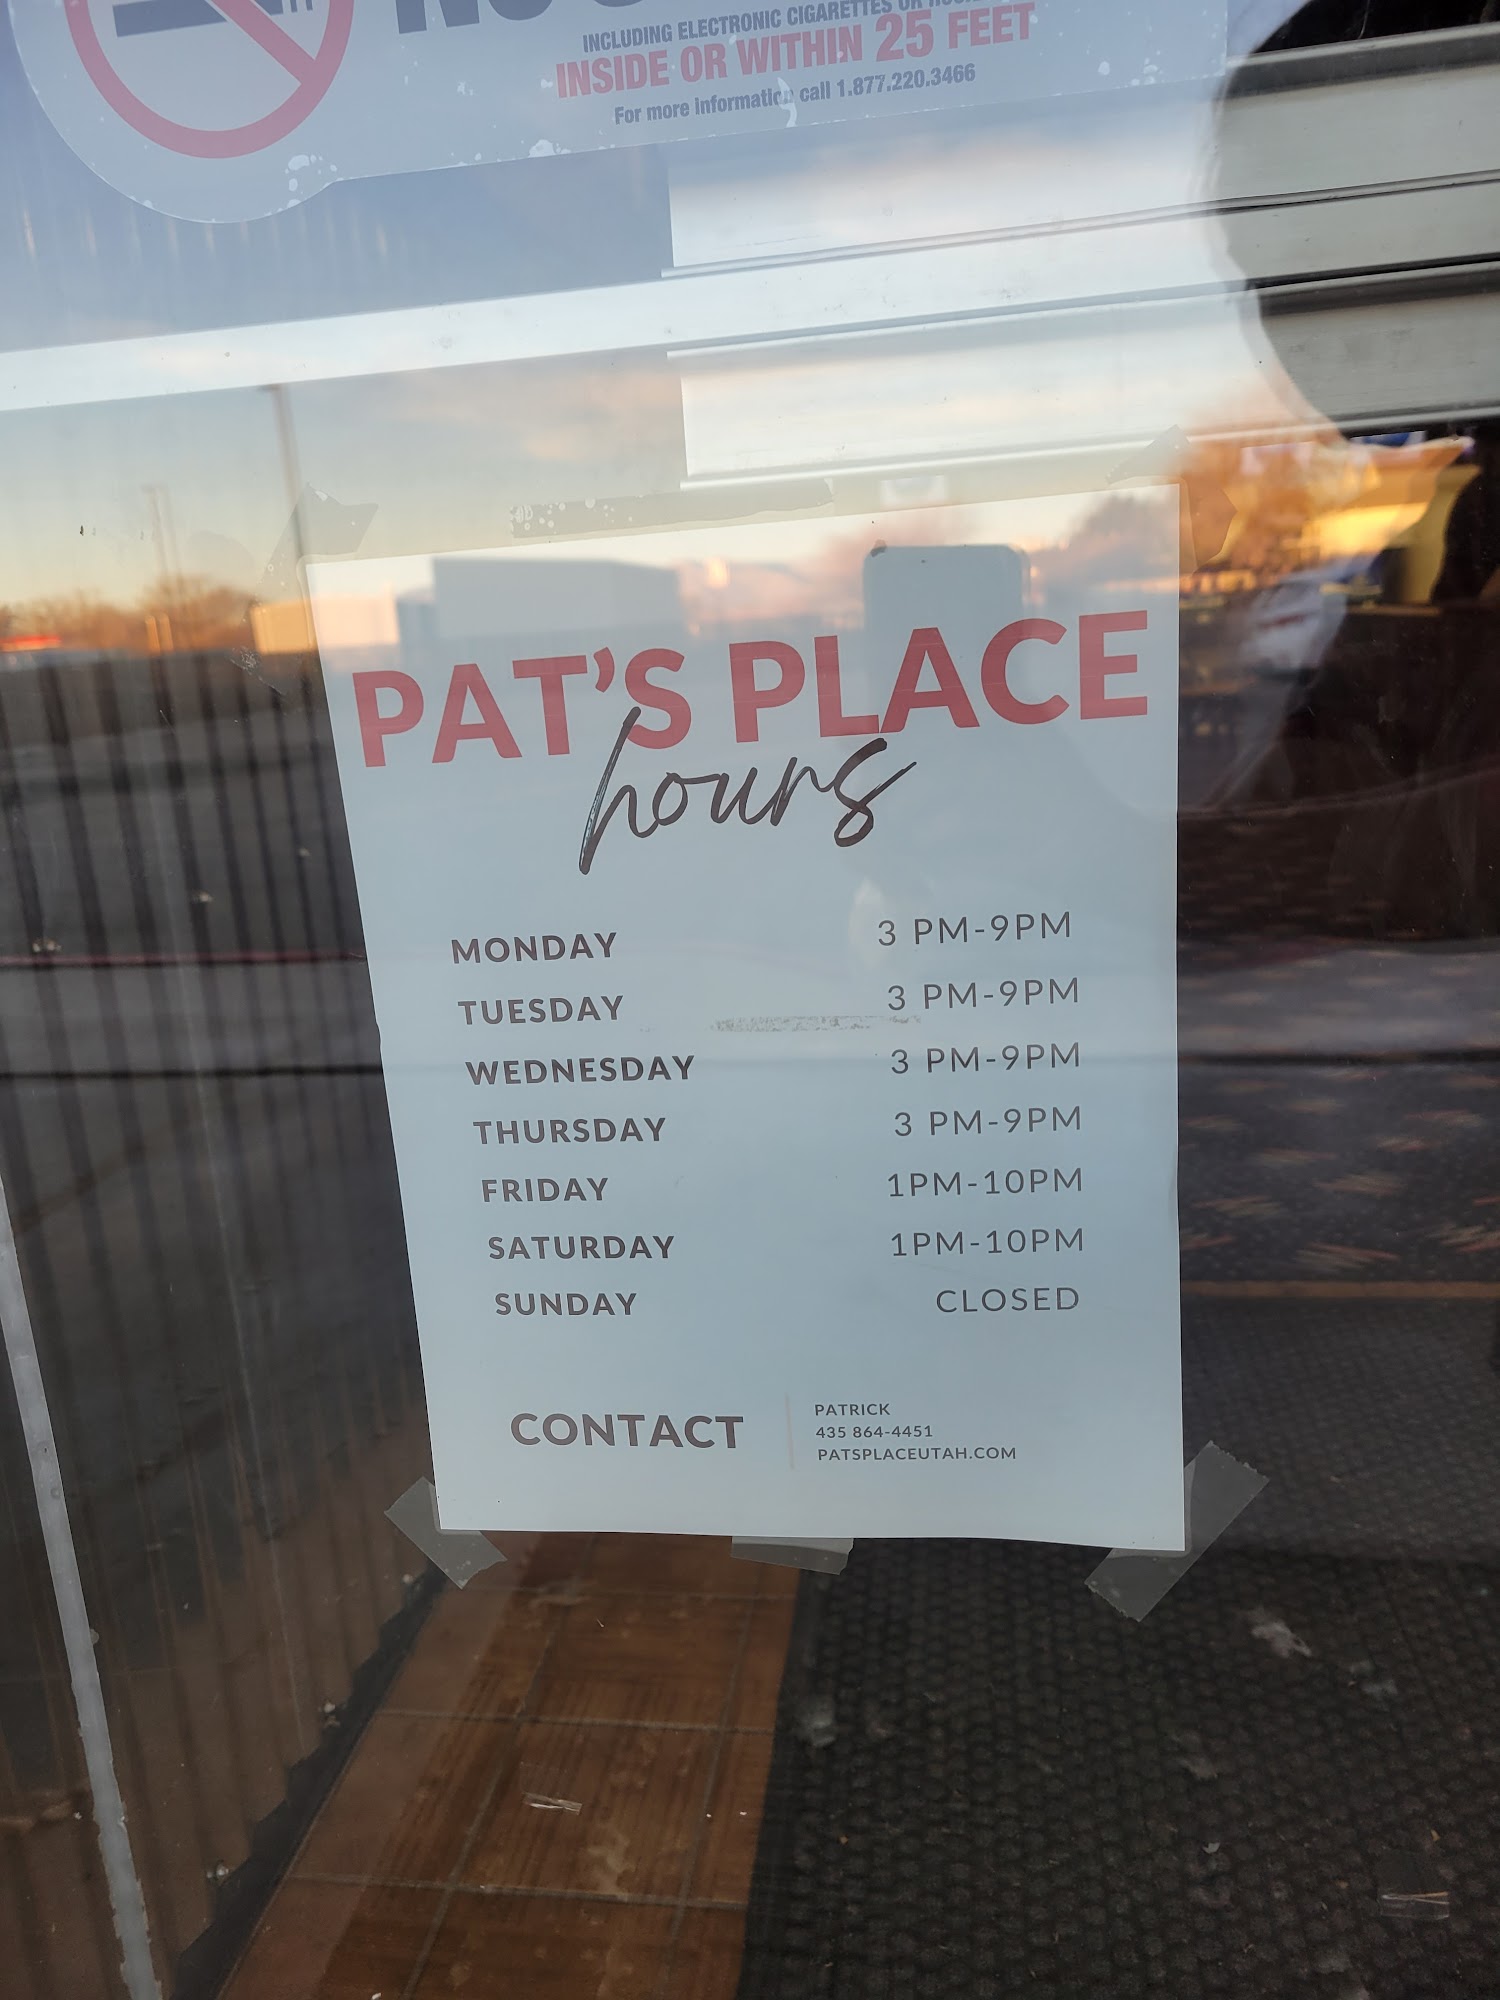 INCLUDING ELECTRONIC CIGARETTES OR
INSIDE OR WITHIN 25 FEET
For more information call 1.877.220.3466
PAT'S PLACE
hours
MONDAY 3 PM-9PM
TUESDAY 3 PM-9PM
WEDNESDAY 3 PM-9PM
THURSDAY 3 PM-9PM
FRIDAY 1PM-10PM
SATURDAY 1PM-10PM
SUNDAY CLOSED
CONTACT
PATRICK
435 864-4451
PATSPLACEUTAH.COM